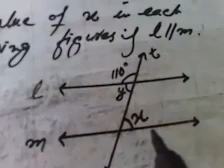 value of x in each
ing figures if l||m.
t
110°
l
y
x
m